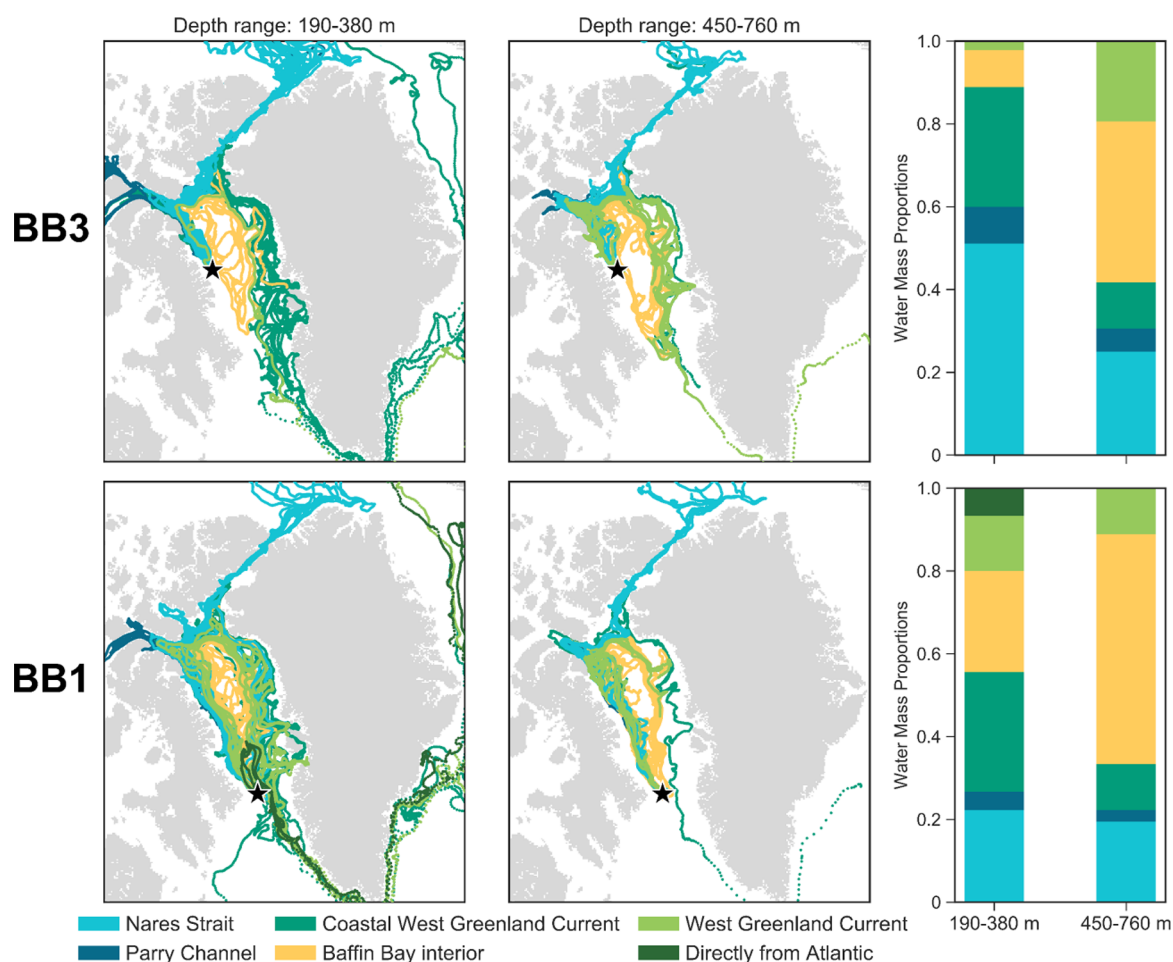 Depth range: 190-380 m
Depth range: 450-760 m
BB3
1.0
0.8
0.6
0.4
0.2
0
Water Mass Proportions
BB1
1.0
0.8
0.6
0.4
0.2
0
Water Mass Proportions
190-380 m
450-760 m
Nares Strait
Coastal West Greenland Current
West Greenland Current
Parry Channel
Baffin Bay interior
Directly from Atlantic